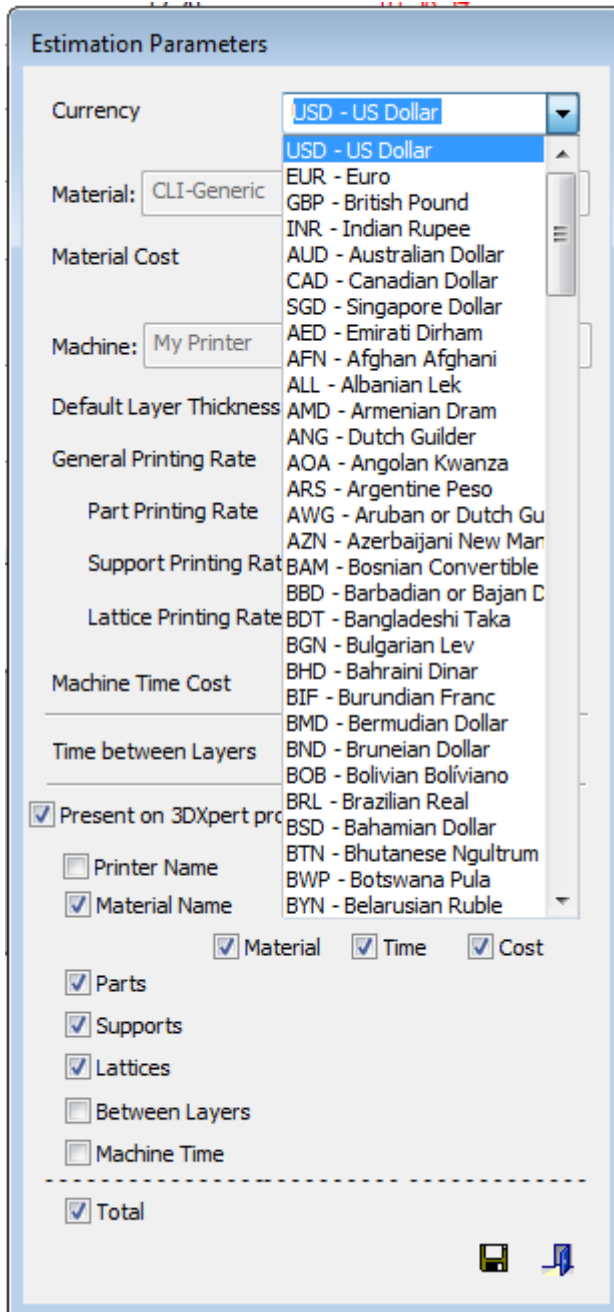 Estimation Parameters
Currency
USD - US Dollar
USD - US Dollar
EUR - Euro
GBP - British Pound
INR - Indian Rupee
AUD - Australian Dollar
CAD - Canadian Dollar
SGD - Singapore Dollar
AED - Emirati Dirham
AFN - Afghan Afghani
ALL - Albanian Lek
AMD - Armenian Dram
ANG - Dutch Guilder
AOA - Angolan Kwanza
ARS - Argentine Peso
AWG - Aruban or Dutch Gu
AZN - Azerbaijani New Man
BAM - Bosnian Convertible
BBD - Barbadian or Bajan D
BDT - Bangladeshi Taka
BGN - Bulgarian Lev
BHD - Bahraini Dinar
BIF - Burundian Franc
BMD - Bermudian Dollar
BND - Bruneian Dollar
BOB - Bolivian Bolíviano
BRL - Brazilian Real
BSD - Bahamian Dollar
BTN - Bhutanese Ngultrum
BWP - Botswana Pula
BYN - Belarusian Ruble
Material: CLI-Generic
Material Cost
Machine: My Printer
Default Layer Thickness
General Printing Rate
Part Printing Rate
Support Printing Rat
Lattice Printing Rate
Machine Time Cost
Time between Layers
Present on 3DXpert pro
Printer Name
Material Name
Material Time Cost
Parts
Supports
Lattices
Between Layers
Machine Time
Total